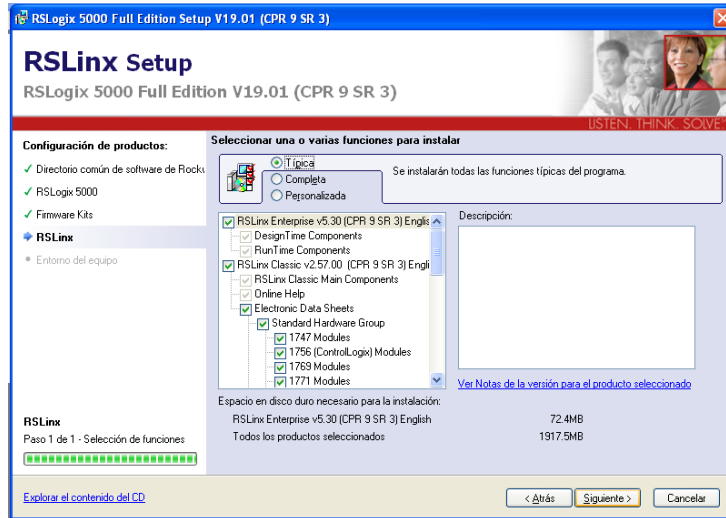 RSLogix 5000 Full Edition Setup V19.01 (CPR 9 SR 3)
RSLinx Setup
RSLogix 5000 Full Edition V19.01 (CPR 9 SR 3)
LISTEN. THINK. SOLVE.
Configuración de productos:
Directorio común de software de Rocku
RSLogix 5000
Firmware Kits
RSLinx
Entorno del equipo
Seleccionar una o varias funciones para instalar
Típica
Completa
Personalizada
Se instalarán todas las funciones típicas del programa.
RSLinx Enterprise v5.30 (CPR 9 SR 3) Englis
DesignTime Components
RunTime Components
RSLinx Classic v2.57.00 (CPR 9 SR 3) Engli
RSLinx Classic Main Components
Online Help
Electronic Data Sheets
Standard Hardware Group
1747 Modules
1756 (ControlLogix) Modules
1769 Modules
1771 Modules
Descripción:
Ver Notas de la versión para el producto seleccionado
Espacio en disco duro necesario para la instalación:
RSLinx Enterprise v5.30 (CPR 9 SR 3) English 72.4MB
Todos los productos seleccionados 1917.5MB
RSLinx
Paso 1 de 1 - Selección de funciones
Explorar el contenido del CD
< Atrás
Siguiente >
Cancelar